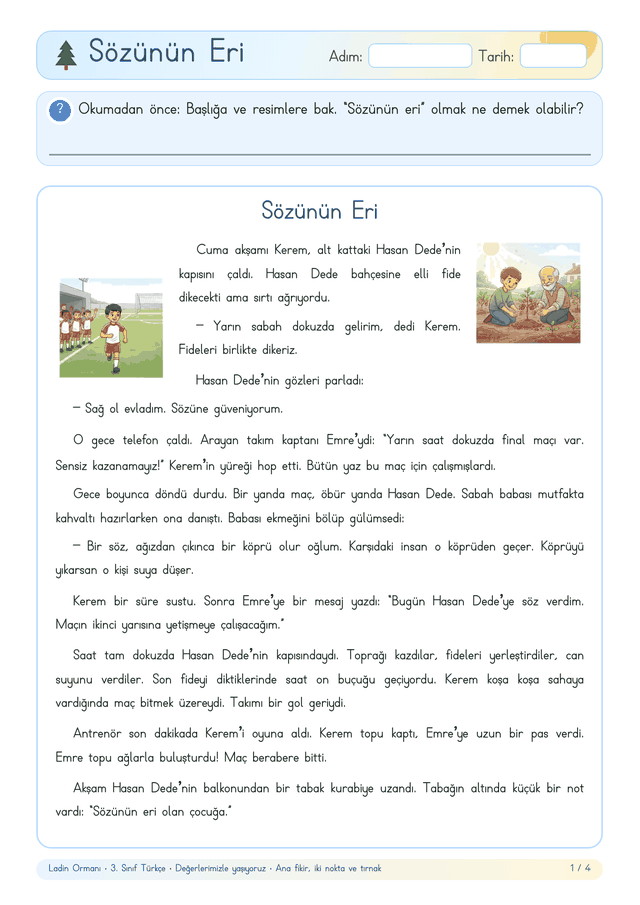 Sözünün Eri
Adım:
Tarih:
? Okumadan önce: Başlığa ve resimlere bak. "Sözünün eri" olmak ne demek olabilir?
Sözünün Eri
Cuma akşamı Kerem, alt kattaki Hasan Dede'nin
kapısını çaldı. Hasan Dede bahçesine elli fide
dikecekti ama sırtı ağrıyordu.
– Yarın sabah dokuzda gelirim, dedi Kerem.
Fideleri birlikte dikeriz.
Hasan Dede'nin gözleri parladı:
– Sağ ol evladım. Sözüne güveniyorum.
O gece telefon çaldı. Arayan takım kaptanı Emre'ydi: "Yarın saat dokuzda final maçı var.
Sensiz kazanamayız!" Kerem'in yüreği hop etti. Bütün yaz bu maç için çalışmışlardı.
Gece boyunca döndü durdu. Bir yanda maç, öbür yanda Hasan Dede. Sabah babası mutfakta
kahvaltı hazırlarken ona danıştı. Babası ekmeğini bölüp gülümsedi:
– Bir söz, ağızdan çıkınca bir köprü olur oğlum. Karşıdaki insan o köprüden geçer. Köprüyü
yıkarsan o kişi suya düşer.
Kerem bir süre sustu. Sonra Emre'ye bir mesaj yazdı: "Bugün Hasan Dede'ye söz verdim.
Maçın ikinci yarısına yetişmeye çalışacağım."
Saat tam dokuzda Hasan Dede'nin kapısındaydı. Toprağı kazdılar, fideleri yerleştirdiler, can
suyunu verdiler. Son fideyi diktiklerinde saat on buçuğu geçiyordu. Kerem koşa koşa sahaya
vardığında maç bitmek üzereydi. Takımı bir gol geriydi.
Antrenör son dakikada Kerem'i oyuna aldı. Kerem topu kaptı, Emre'ye uzun bir pas verdi.
Emre topu ağlarla buluşturdu! Maç berabere bitti.
Akşam Hasan Dede'nin balkonundan bir tabak kurabiye uzandı. Tabağın altında küçük bir not
vardı: "Sözünün eri olan çocuğa."
Ladin Ormanı • 3. Sınıf Türkçe • Değerlerimizle yaşıyoruz • Ana fikir, iki nokta ve tırnak
1 / 4